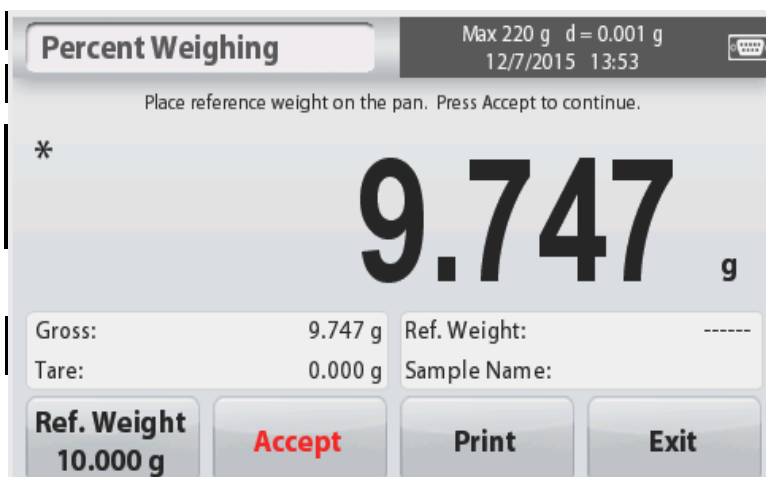 Percent Weighing
Max 220 g d = 0.001 g
12/7/2015 13:53
Place reference weight on the pan. Press Accept to continue.
*
9.747 g
Gross: 9.747 g
Tare: 0.000 g
Ref. Weight: ------
Sample Name:
Ref. Weight
10.000 g
Accept
Print
Exit